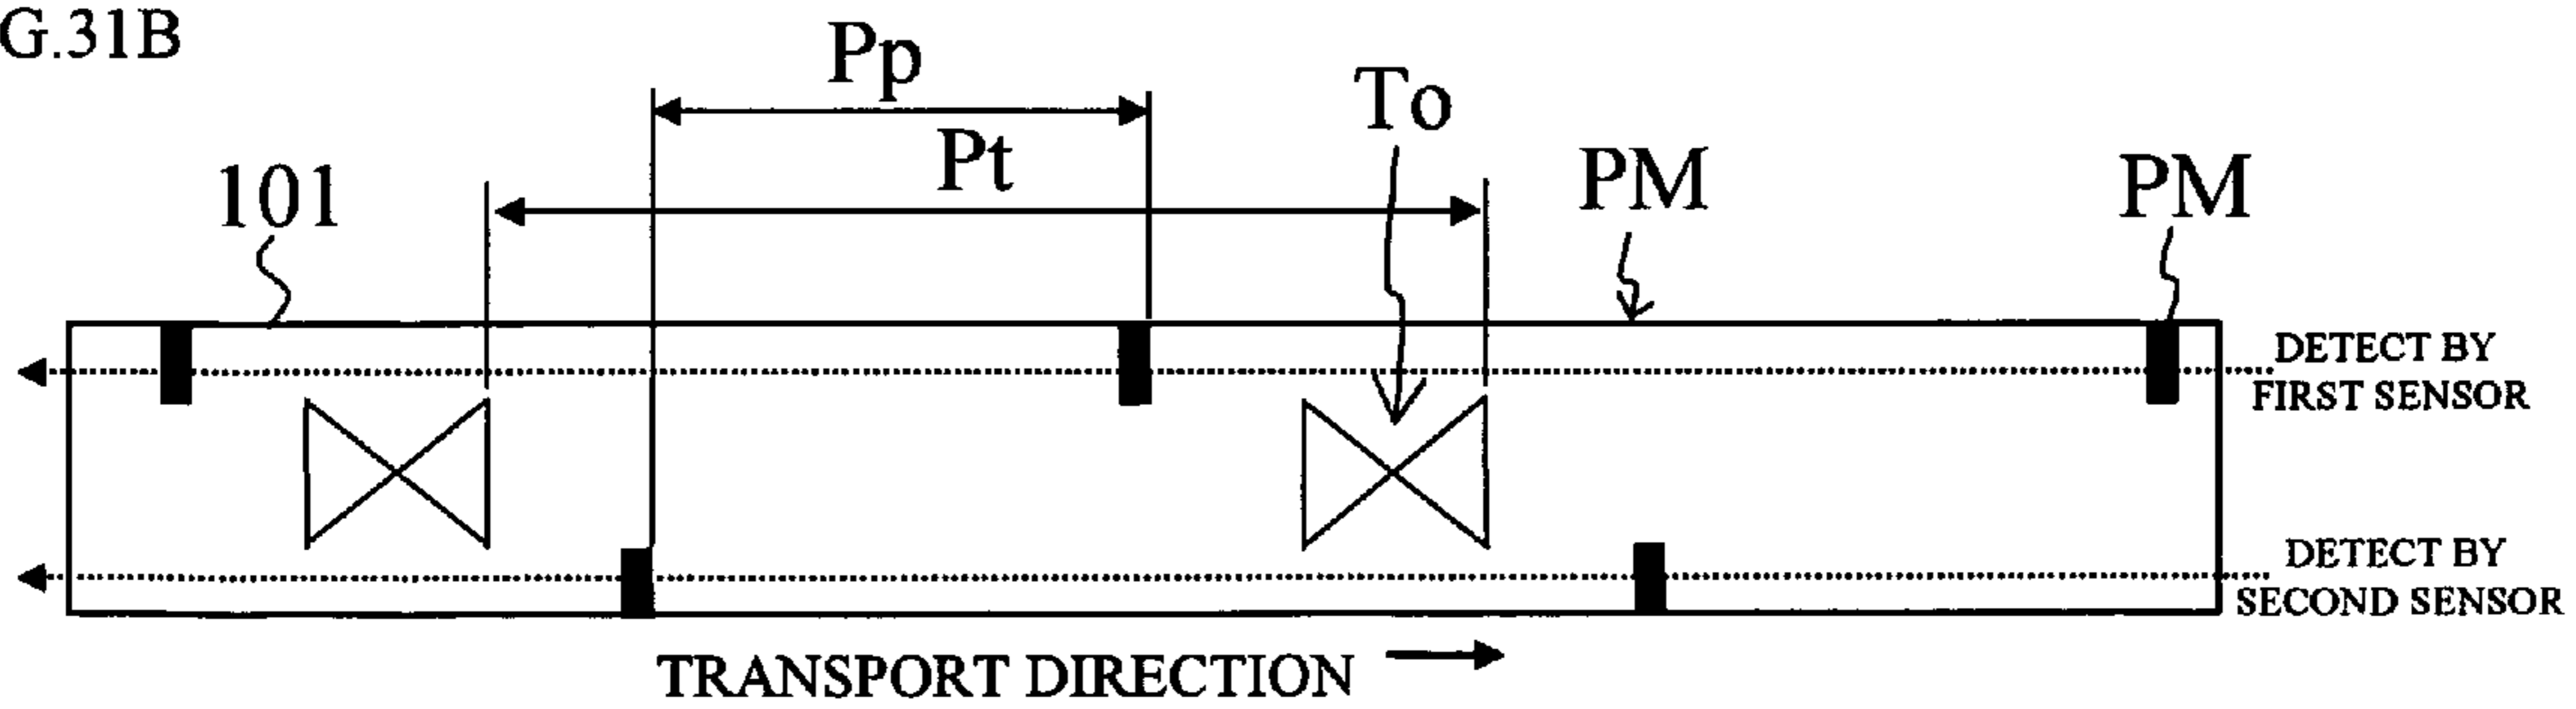 G.31B
Pp
Pt
To
101
PM
PM
DETECT BY
FIRST SENSOR
DETECT BY
SECOND SENSOR
TRANSPORT DIRECTION